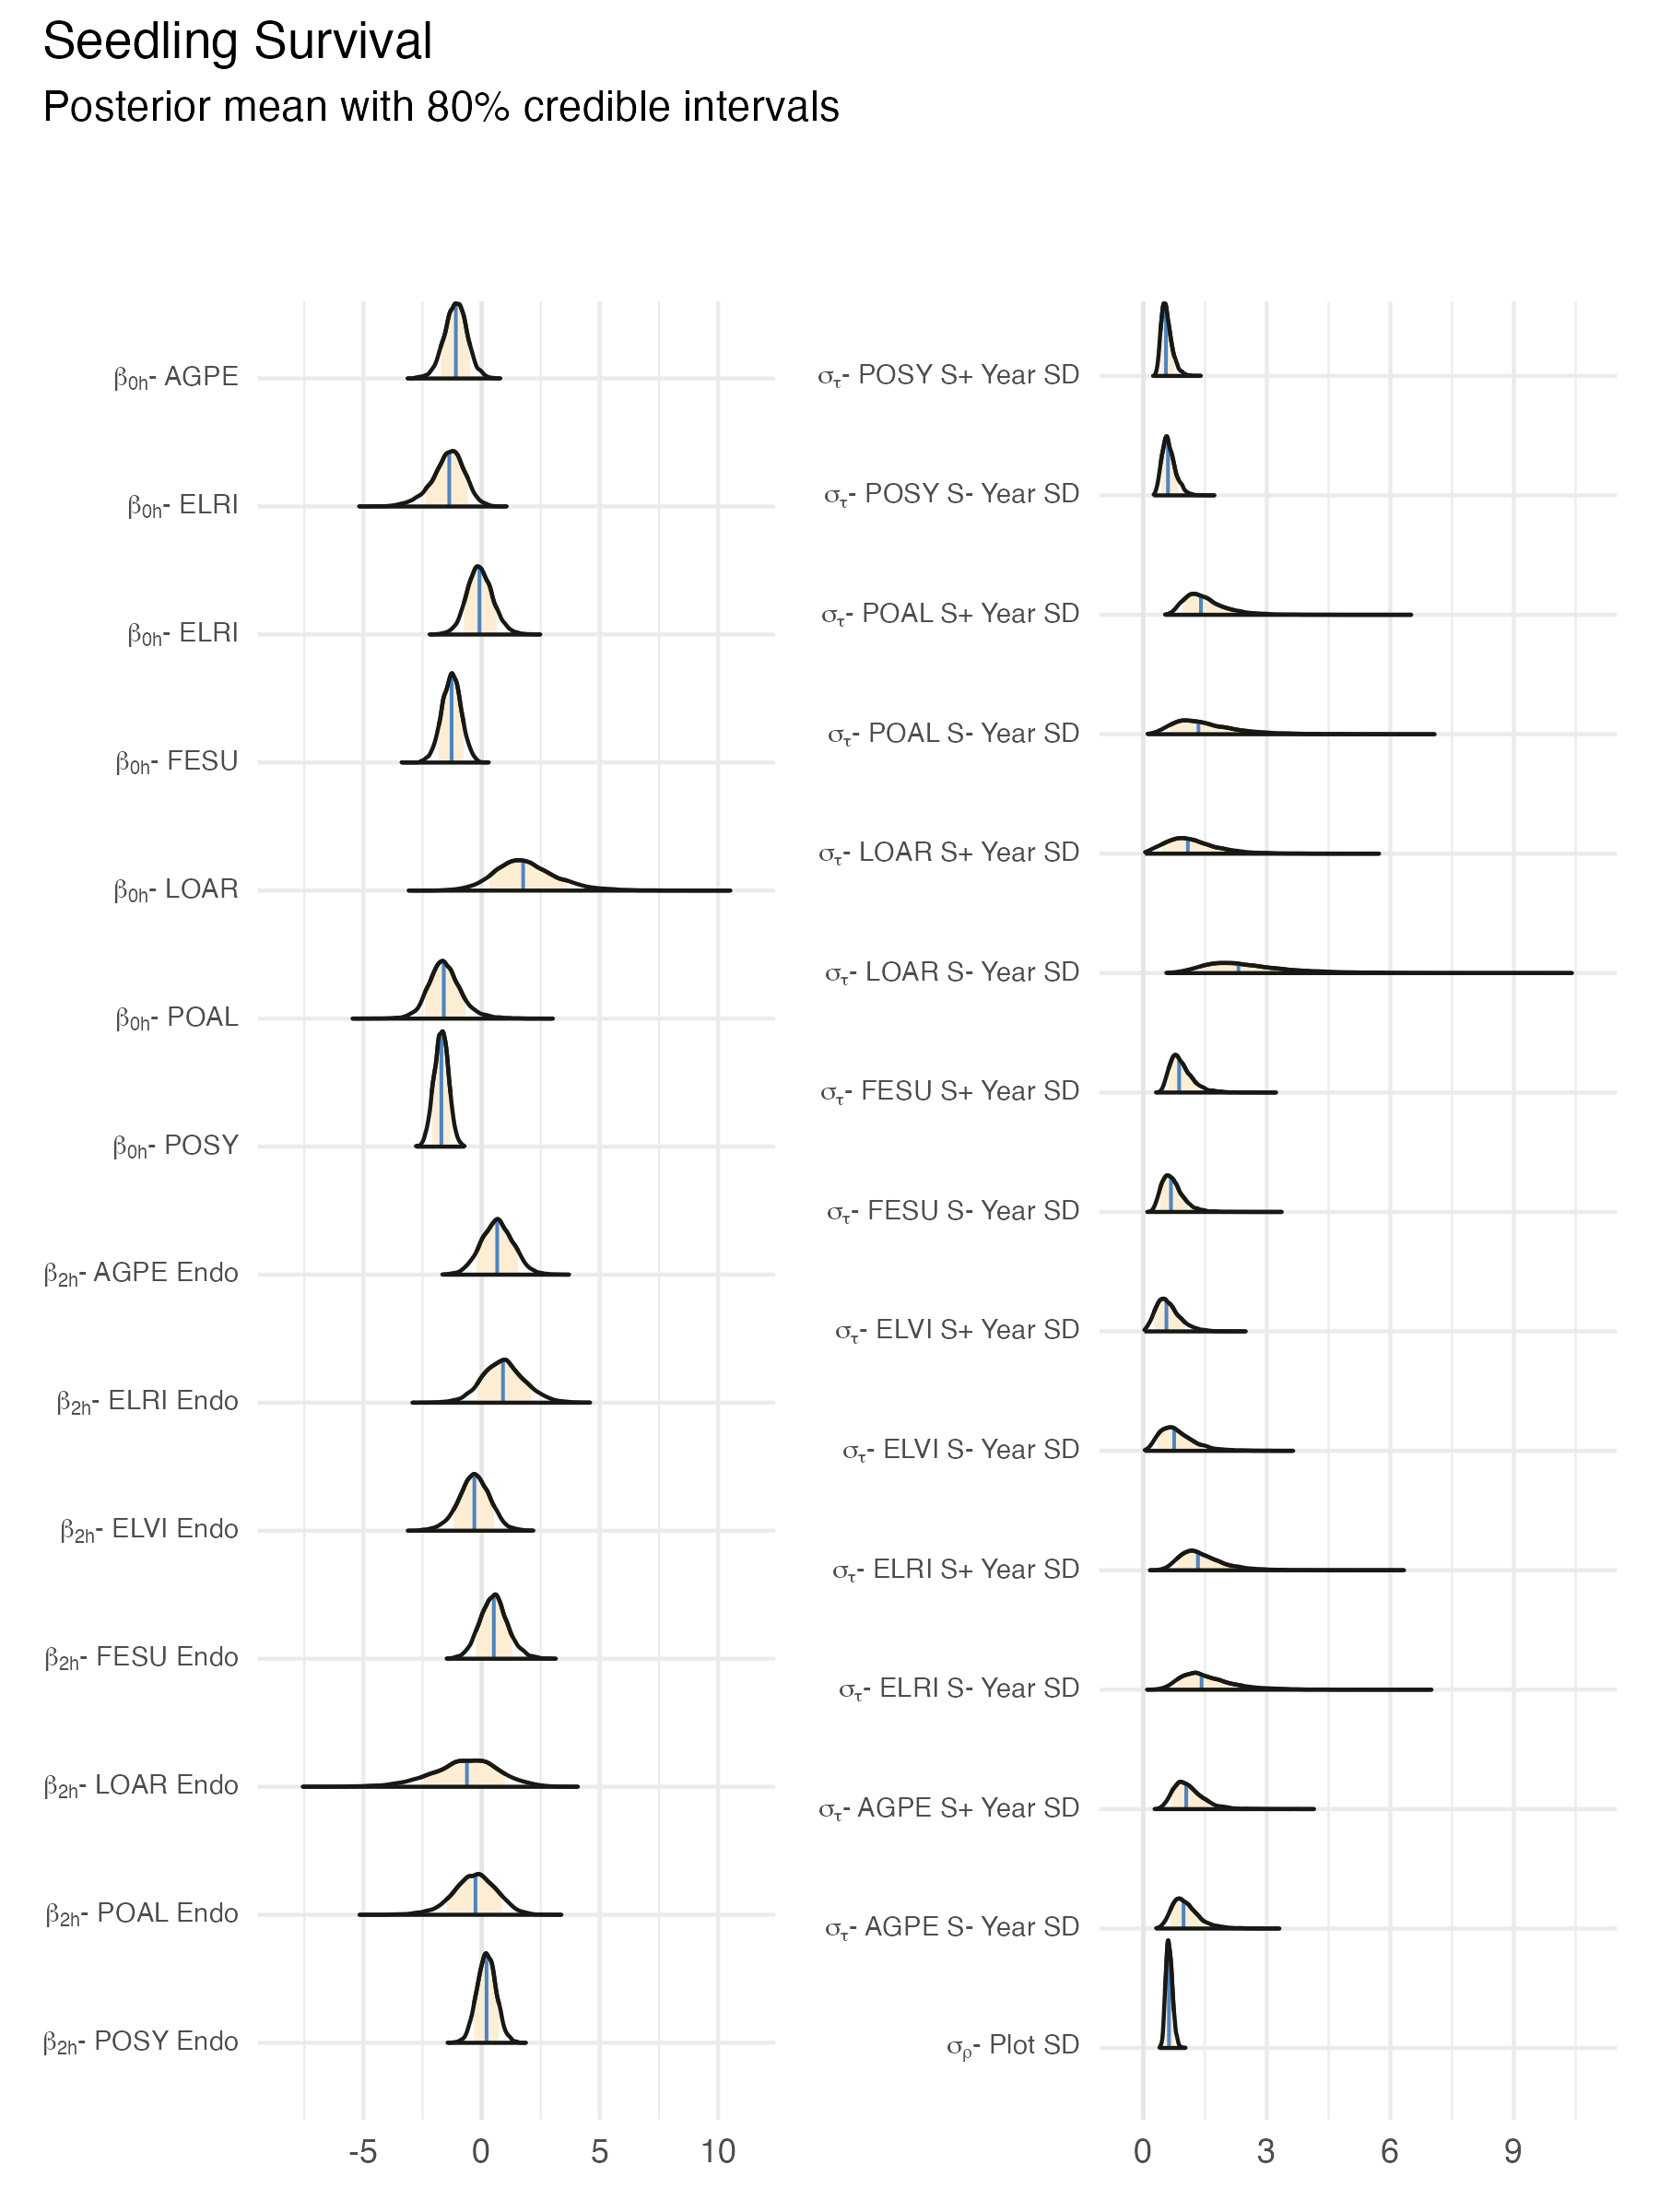 Seedling Survival
Posterior mean with 80% credible intervals
β0h- AGPE
β0h- ELRI
β0h- ELRI
β0h- FESU
β0h- LOAR
β0h- POAL
β0h- POSY
β2h- AGPE Endo
β2h- ELRI Endo
β2h- ELVI Endo
β2h- FESU Endo
β2h- LOAR Endo
β2h- POAL Endo
β2h- POSY Endo
-5 0 5 10
στ- POSY S+ Year SD
στ- POSY S- Year SD
στ- POAL S+ Year SD
στ- POAL S- Year SD
στ- LOAR S+ Year SD
στ- LOAR S- Year SD
στ- FESU S+ Year SD
στ- FESU S- Year SD
στ- ELVI S+ Year SD
στ- ELVI S- Year SD
στ- ELRI S+ Year SD
στ- ELRI S- Year SD
στ- AGPE S+ Year SD
στ- AGPE S- Year SD
σρ- Plot SD
0 3 6 9